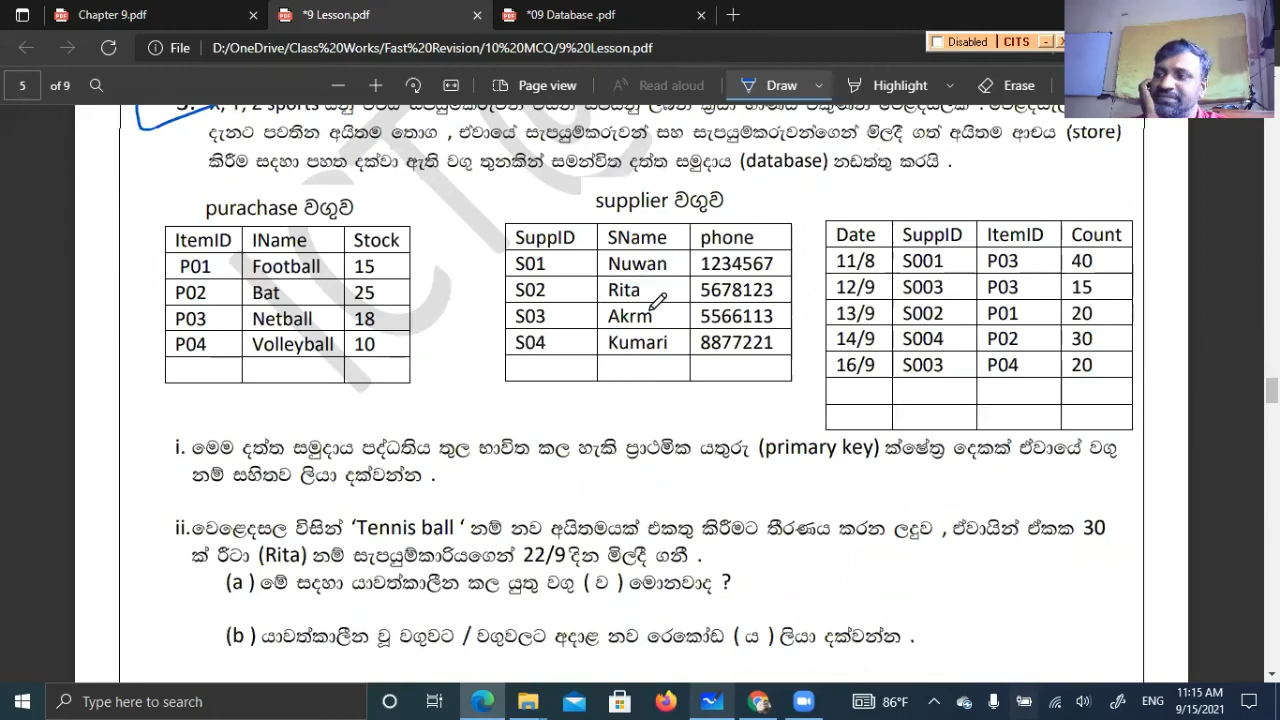 Chapter 9.pdf
*9 Lesson.pdf
*09 Database .pdf
File
D:/OneDrive/Class%20Works/Fast%20Revision/10%20MCQ/9%20Lesson.pdf
Disabled CITS
5 of 9
Page view
Read aloud
Draw
Highlight
Erase
දැනට පවතින අයිතම තොග , ඒවායේ සැපයුම්කරුවන් සහ සැපයුම්කරුවන්ගෙන් මිලදී ගත් අයිතම ආචය (store)
කිරීම සදහා පහත දක්වා ඇති වගු තුනකින් සමන්විත දත්ත සමුදාය (database) නඩත්තු කරයි .
purachase වගුව
ItemID IName Stock
P01 Football 15
P02 Bat 25
P03 Netball 18
P04 Volleyball 10
supplier වගුව
SuppID SName phone
S01 Nuwan 1234567
S02 Rita 5678123
S03 Akrm 5566113
S04 Kumari 8877221
Date SuppID ItemID Count
11/8 S001 P03 40
12/9 S003 P03 15
13/9 S002 P01 20
14/9 S004 P02 30
16/9 S003 P04 20
i. මෙම දත්ත සමුදාය පද්ධතිය තුල භාවිත කල හැකි ප්‍රාථමික යතුරු (primary key) ක්ෂේත්‍ර දෙකක් ඒවායේ වගු
නම් සහිතව ලියා දක්වන්න .
ii.වෙළෙදසල විසින් ‘Tennis ball ‘ නම් නව අයිතමයක් එකතු කිරීමට තීරණය කරන ලදුව , ඒවායින් ඒකක 30
ක් රීටා (Rita) නම් සැපයුම්කාරියගෙන් 22/9 දින මිලදී ගනී .
(a ) මේ සදහා යාවත්කාලීන කල යුතු වගු ( ව ) මොනවාද ?
(b ) යාවත්කාලීන වූ වගුවට / වගුවලට අදාළ නව රෙකෝඩ ( ය ) ලියා දක්වන්න .
Type here to search
86°F
ENG
11:15 AM
9/15/2021